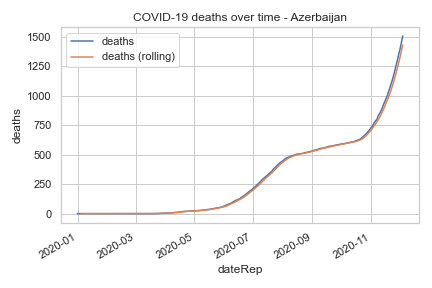 COVID-19 deaths over time - Azerbaijan
deaths
deaths (rolling)
1500
1250
1000
750
500
250
0
deaths
2020-01
2020-03
2020-05
2020-07
2020-09
2020-11
dateRep